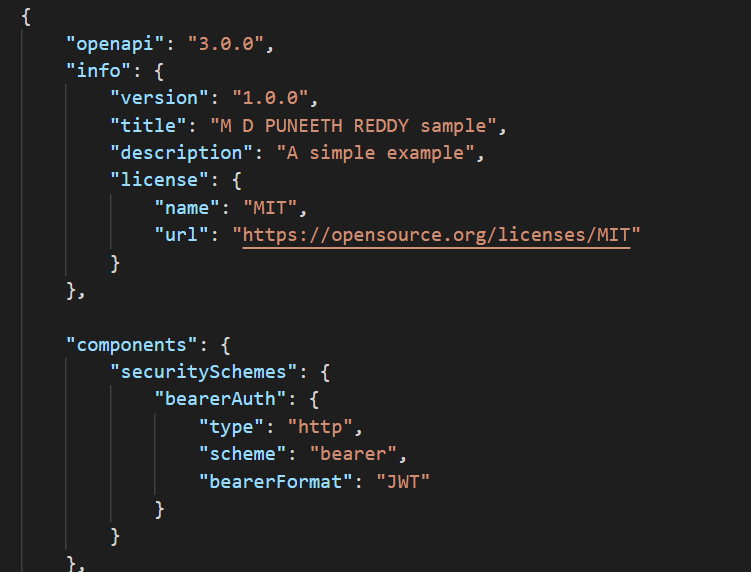 {
    "openapi": "3.0.0",
    "info": {
        "version": "1.0.0",
        "title": "M D PUNEETH REDDY sample",
        "description": "A simple example",
        "license": {
            "name": "MIT",
            "url": "https://opensource.org/licenses/MIT"
        }
    },
    "components": {
        "securitySchemes": {
            "bearerAuth": {
                "type": "http",
                "scheme": "bearer",
                "bearerFormat": "JWT"
            }
        }
    },